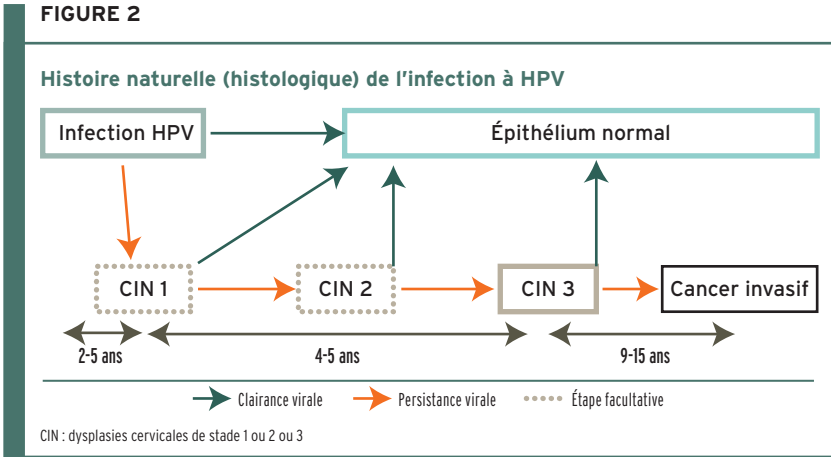 FIGURE 2
Histoire naturelle (histologique) de l'infection à HPV
Infection HPV
Épithélium normal
CIN 1
CIN 2
CIN 3
Cancer invasif
2-5 ans
4-5 ans
9-15 ans
Clairance virale
Persistance virale
Étape facultative
CIN : dysplasies cervicales de stade 1 ou 2 ou 3